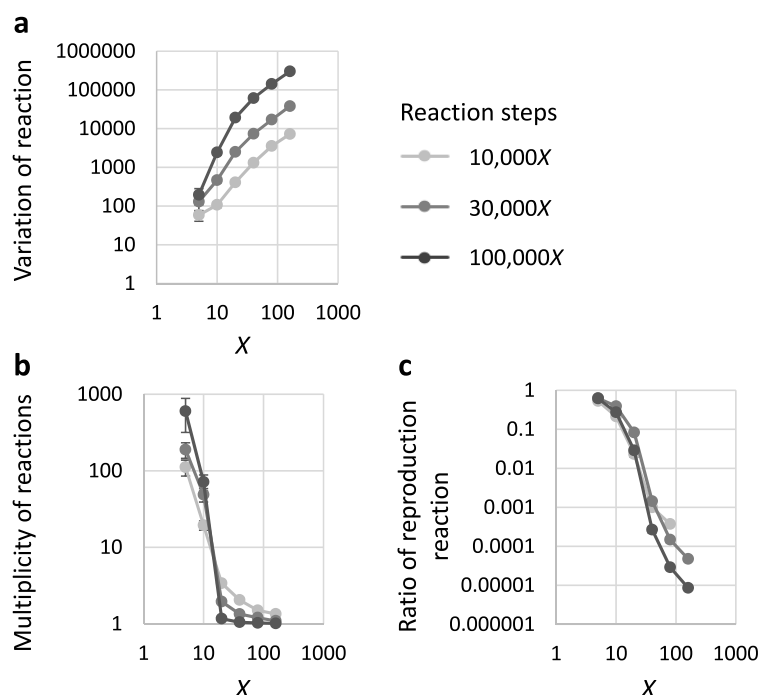 a
Variation of reaction
1000000
100000
10000
1000
100
10
1
1 10 100 1000
X
Reaction steps
10,000X
30,000X
100,000X
b
Multiplicity of reactions
1000
100
10
1
1 10 100 1000
X
c
Ratio of reproduction
reaction
1
0.1
0.01
0.001
0.0001
0.00001
0.000001
1 10 100 1000
X